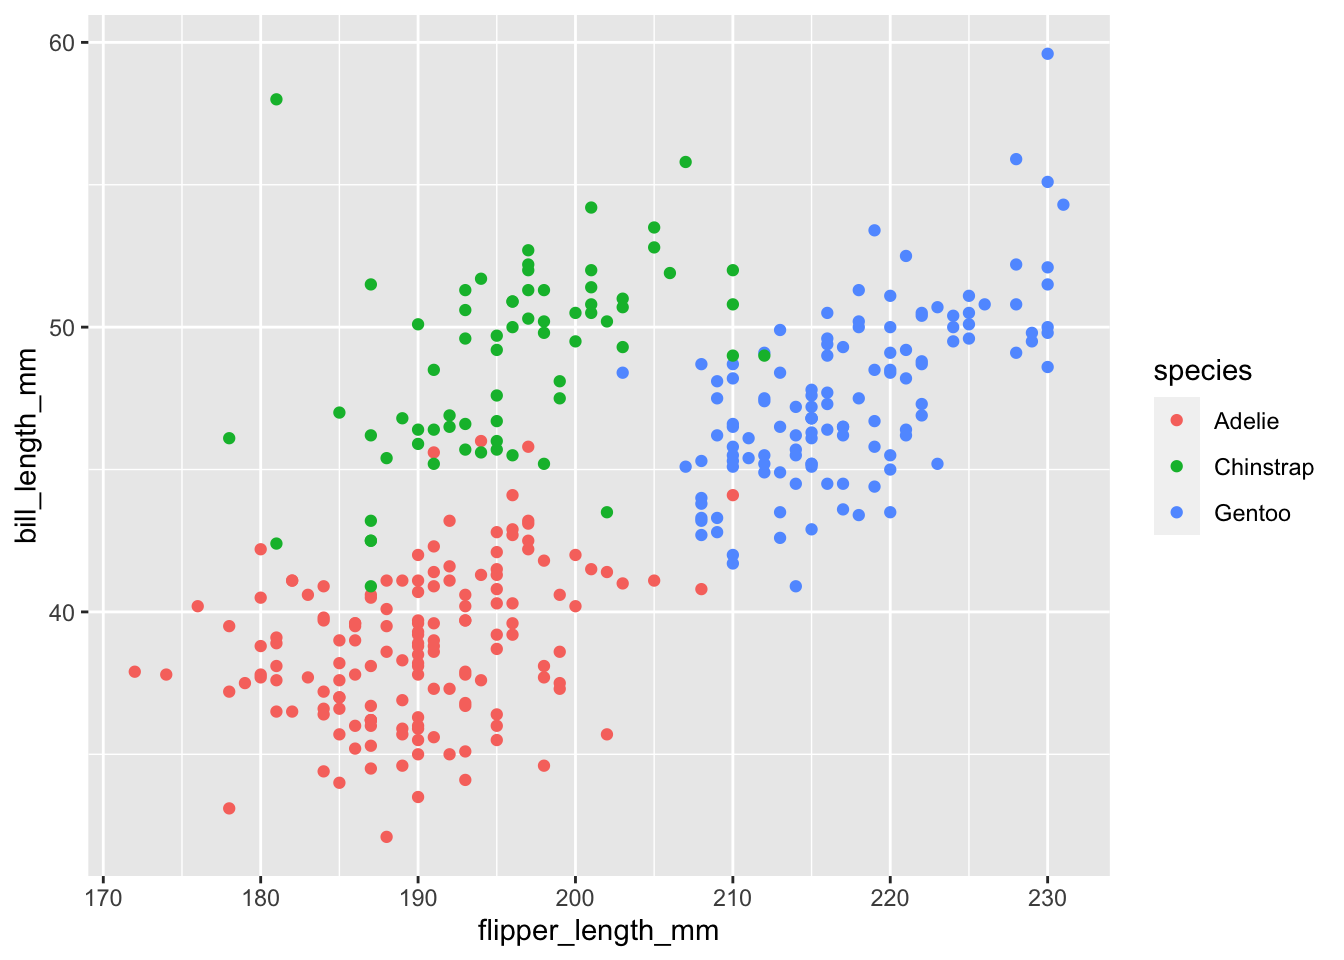 60
50
40
bill_length_mm
170 180 190 200 210 220 230
flipper_length_mm
species
Adelie
Chinstrap
Gentoo